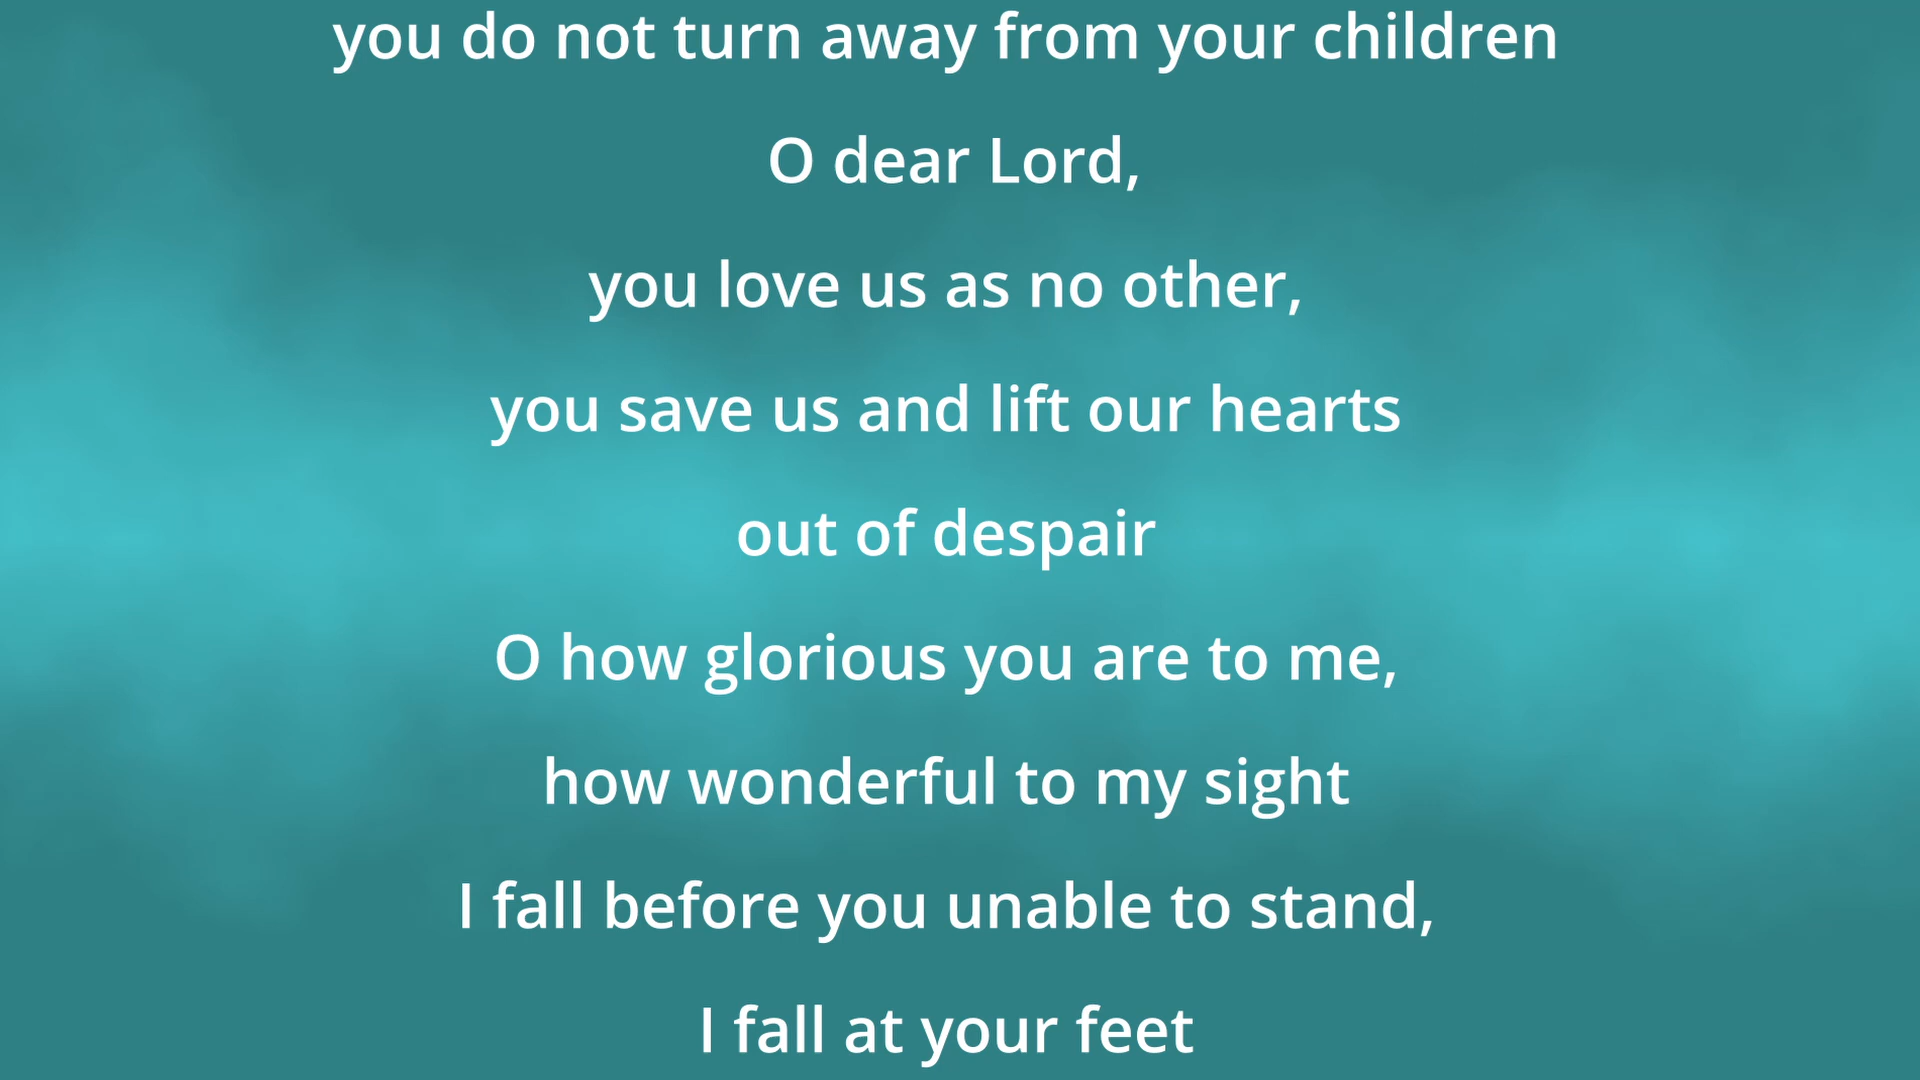 you do not turn away from your children
O dear Lord,
you love us as no other,
you save us and lift our hearts
out of despair
O how glorious you are to me,
how wonderful to my sight
I fall before you unable to stand,
I fall at your feet